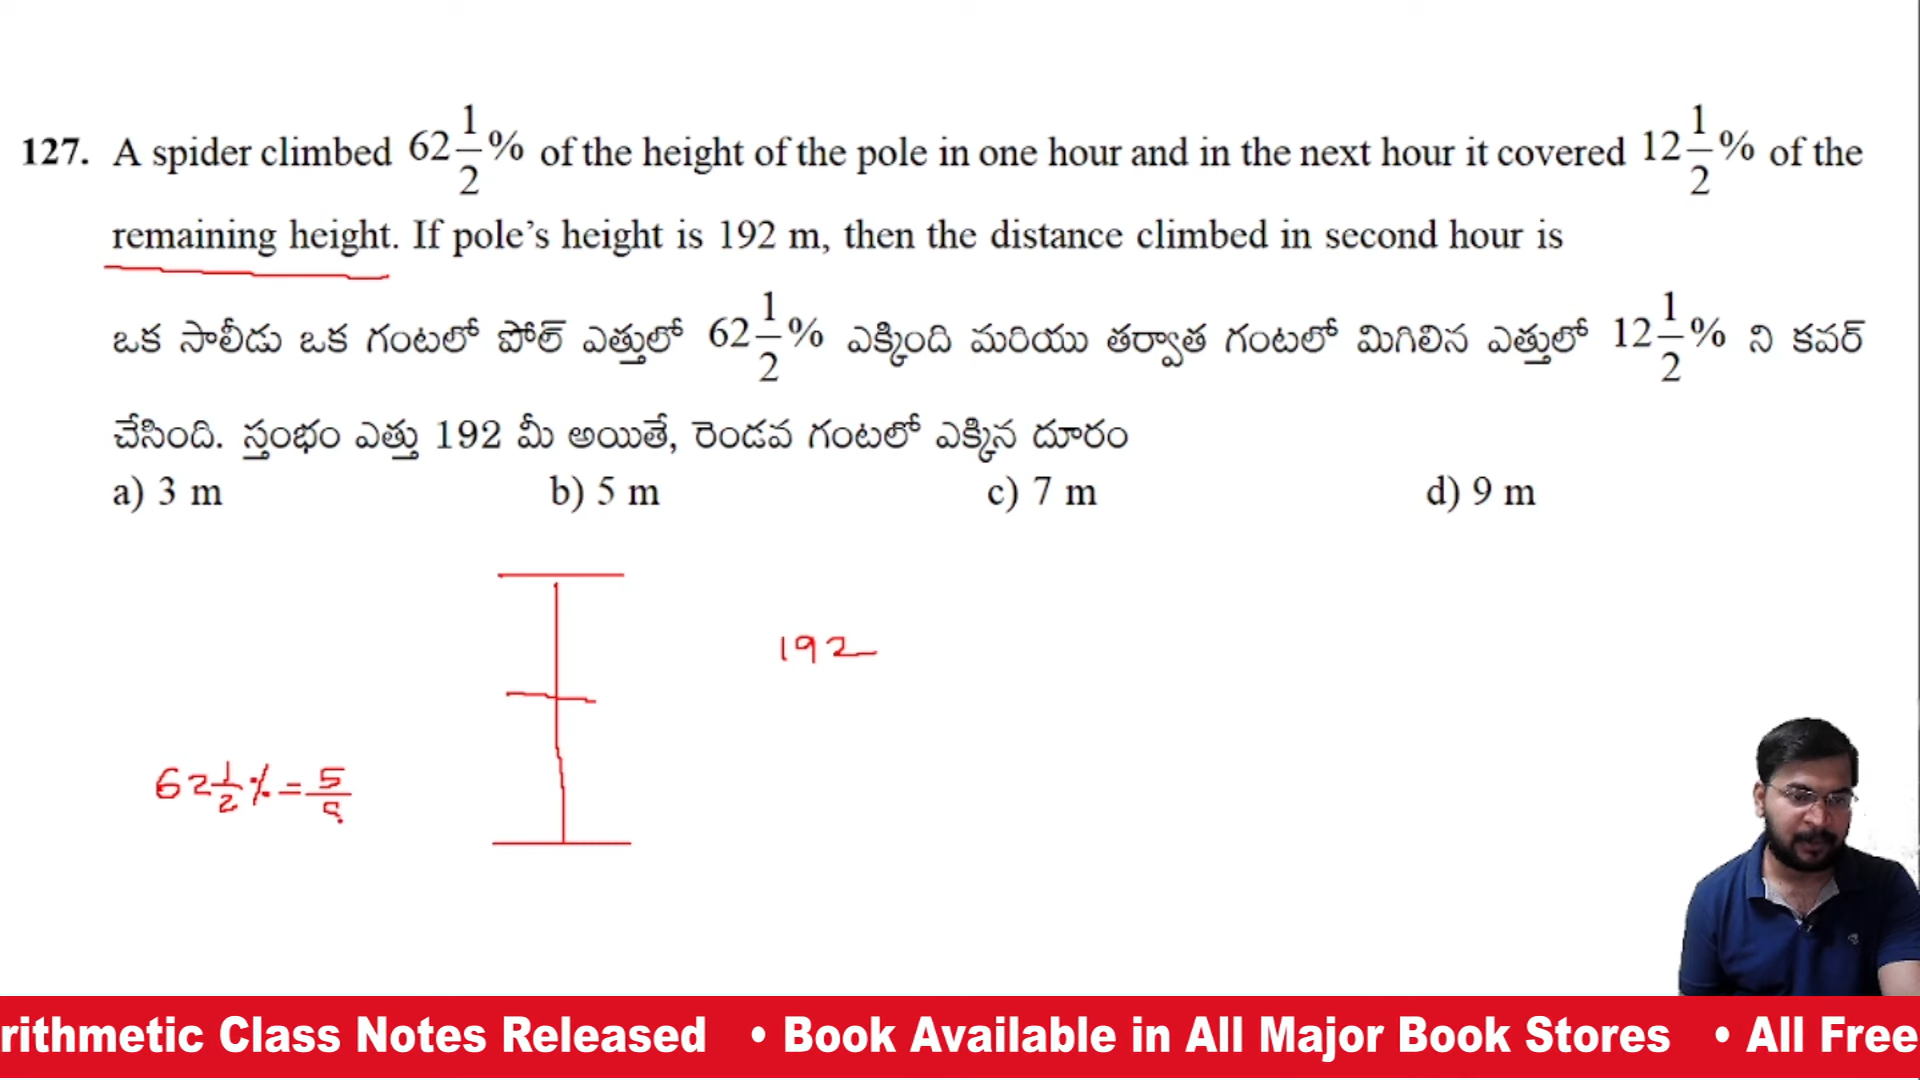 127. A spider climbed 62 1/2 % of the height of the pole in one hour and in the next hour it covered 12 1/2 % of the
remaining height. If pole's height is 192 m, then the distance climbed in second hour is
ఒక సాలీడు ఒక గంటలో పోల్ ఎత్తులో 62 1/2 % ఎక్కింది మరియు తర్వాత గంటలో మిగిలిన ఎత్తులో 12 1/2 % ని కవర్
చేసింది. స్తంభం ఎత్తు 192 మీ అయితే, రెండవ గంటలో ఎక్కిన దూరం
a) 3 m b) 5 m c) 7 m d) 9 m
192
62 1/2 % = 5/
rithmetic Class Notes Released • Book Available in All Major Book Stores • All Free